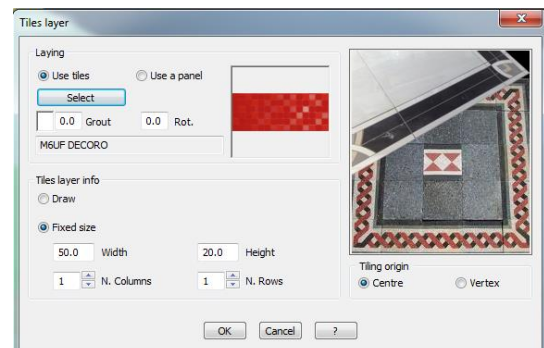 Tiles layer
x
Laying
Use tiles Use a panel
Select
0.0 Grout 0.0 Rot.
M6UF DECORO
Tiles layer info
Draw
Fixed size
50.0 Width 20.0 Height
1 N. Columns 1 N. Rows
Tiling origin
Centre Vertex
OK Cancel ?